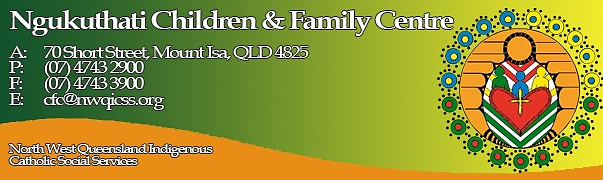 Ngukuthati Children & Family Centre
A: 70 Short Street, Mount Isa, QLD 4825
P: (07) 4743 2900
F: (07) 4743 3900
E: cfc@nwqicss.org
North West Queensland Indigenous
Catholic Social Services